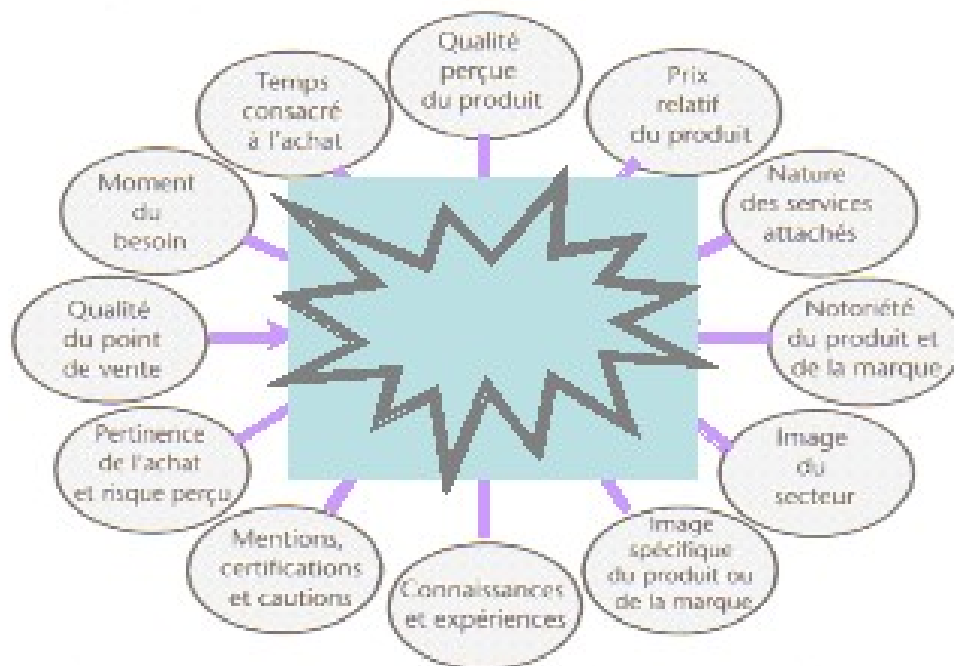 Qualité
perçue
du produit
Prix
relatif
du produit
Nature
des services
attachés
Notoriété
du produit et
de la marque
Image
du
secteur
Image
spécifique
du produit ou
de la marque
Connaissances
et expériences
Mentions,
certifications
et cautions
Pertinence
de l'achat
et risque perçu
Qualité
du point
de vente
Moment
du
besoin
Temps
consacré
à l'achat